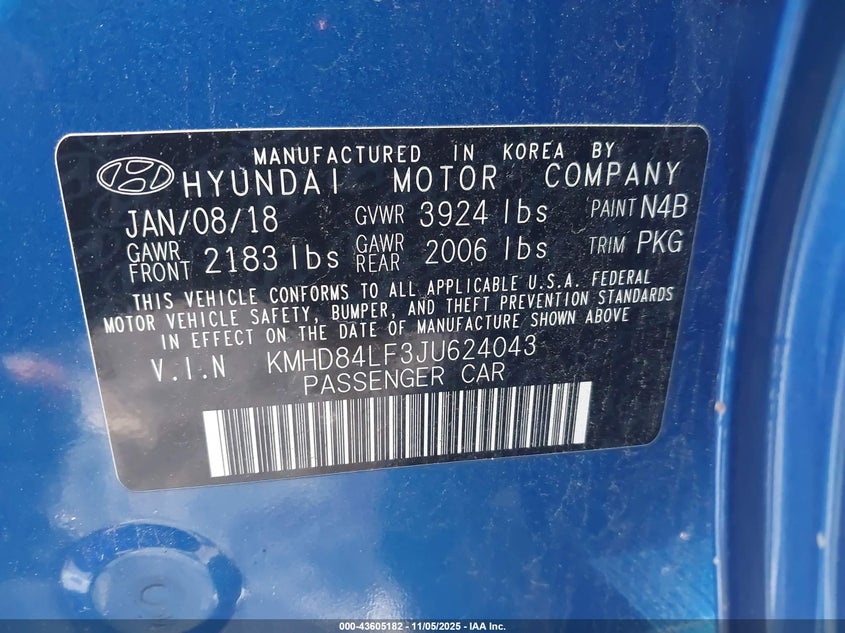 MANUFACTURED IN KOREA BY
HYUNDAI MOTOR COMPANY
JAN/08/18 GVWR 3924 lbs PAINT N4B
GAWR FRONT 2183 lbs GAWR REAR 2006 lbs TRIM PKG
THIS VEHICLE CONFORMS TO ALL APPLICABLE U.S.A. FEDERAL
MOTOR VEHICLE SAFETY, BUMPER, AND THEFT PREVENTION STANDARDS
IN EFFECT ON THE DATE OF MANUFACTURE SHOWN ABOVE
V.I.N KMHD84LF3JU624043
PASSENGER CAR
000-43605182 - 11/05/2025 - IAA Inc.